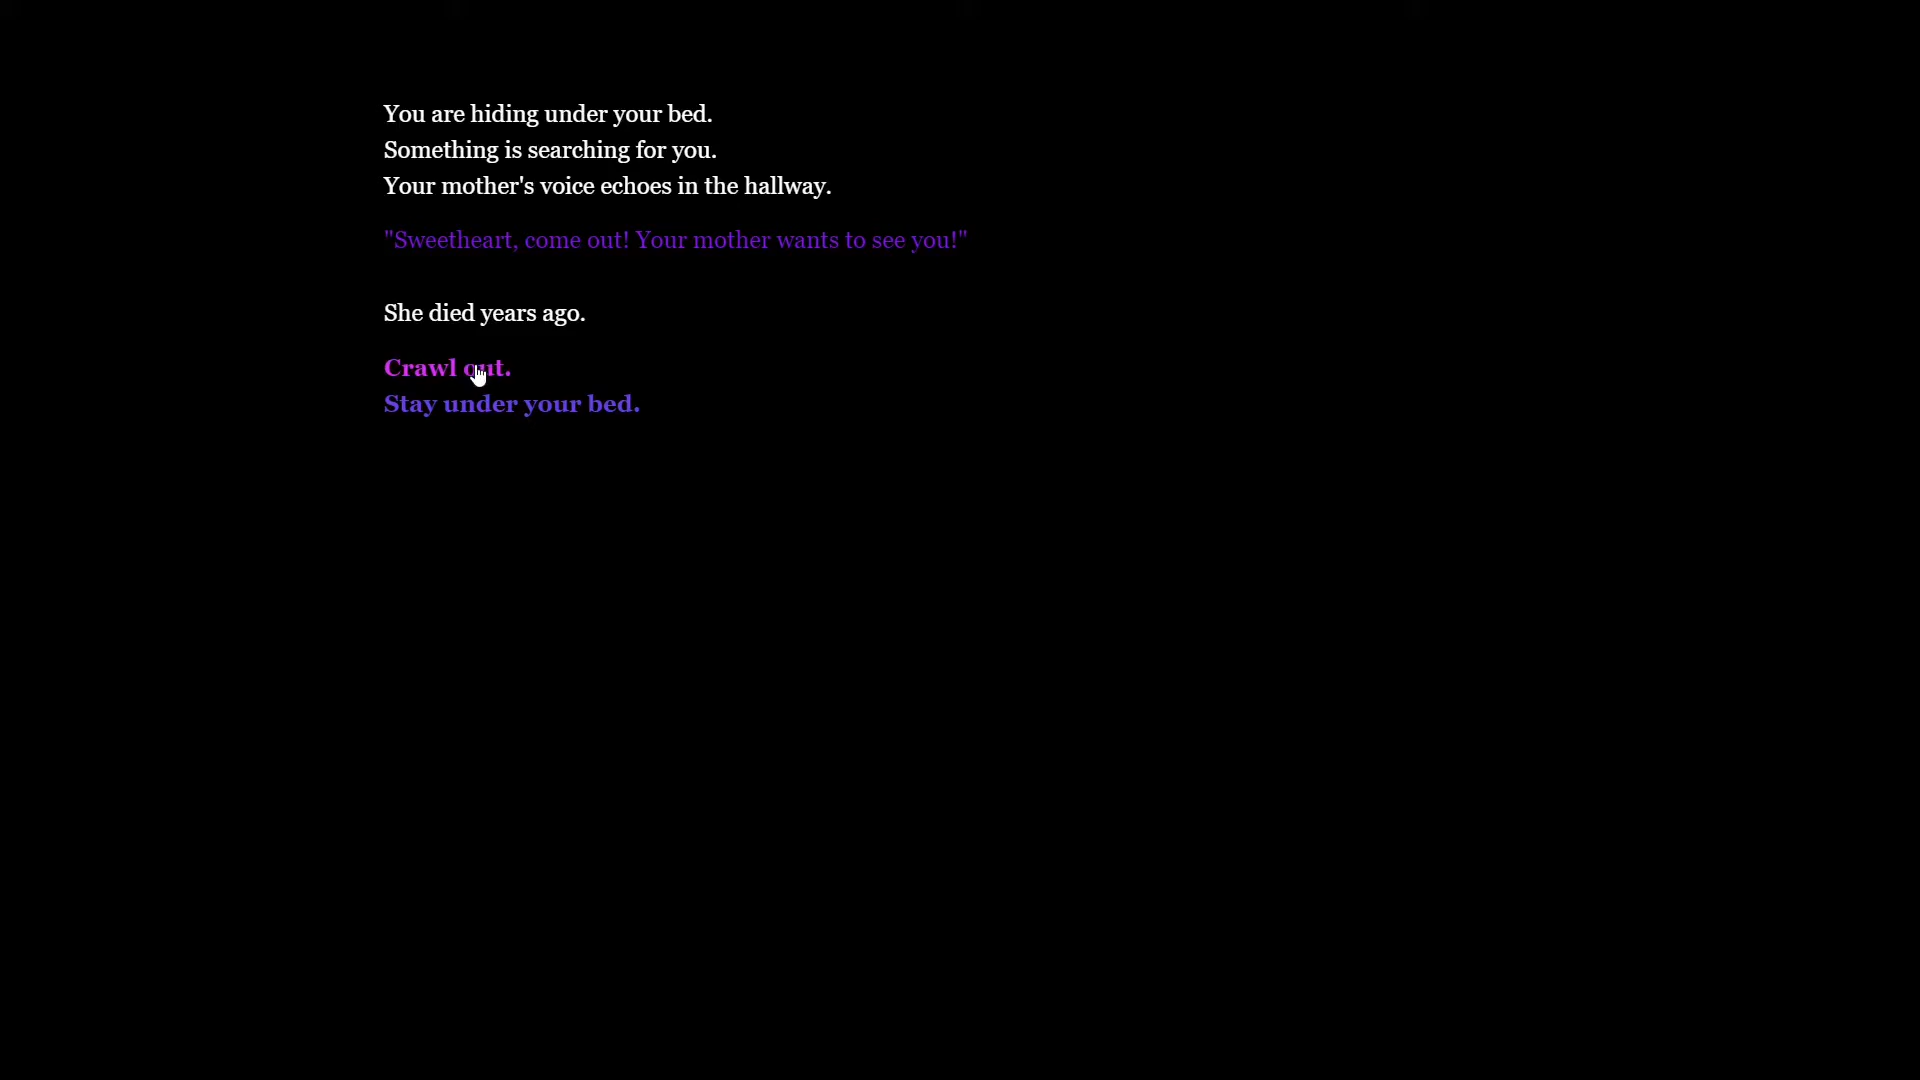 You are hiding under your bed.
Something is searching for you.
Your mother's voice echoes in the hallway.
"Sweetheart, come out! Your mother wants to see you!"
She died years ago.
Crawl out.
Stay under your bed.